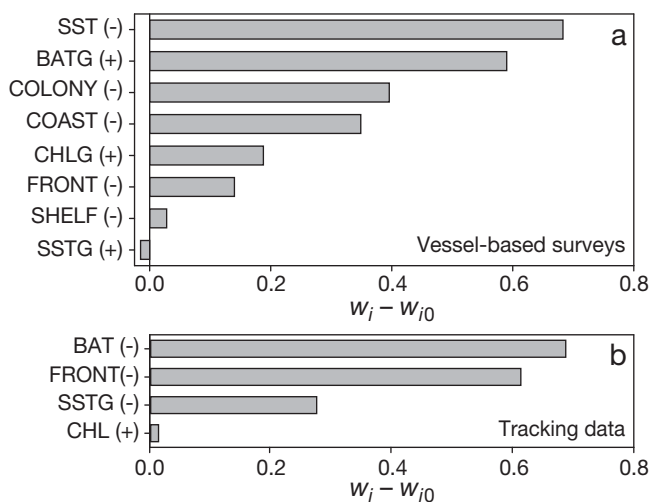 a
SST (-)
BATG (+)
COLONY (-)
COAST (-)
CHLG (+)
FRONT (-)
SHELF (-)
SSTG (+)
Vessel-based surveys
0.0 0.2 0.4 0.6 0.8
wi – wi0
b
BAT (-)
FRONT(-)
SSTG (-)
CHL (+)
Tracking data
0.0 0.2 0.4 0.6 0.8
wi – wi0